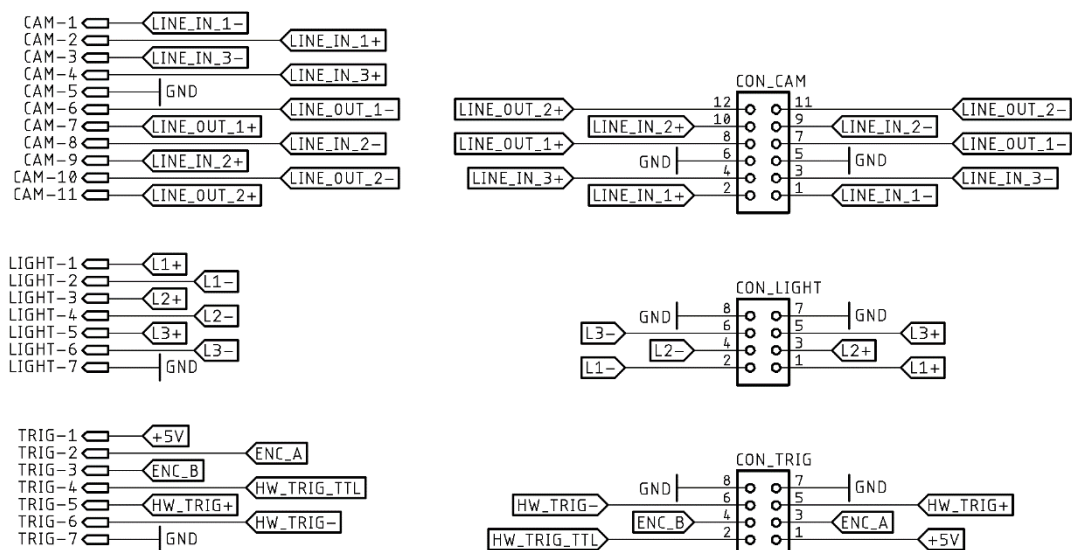 CAM-1 LINE_IN_1-
CAM-2 LINE_IN_1+
CAM-3 LINE_IN_3-
CAM-4 LINE_IN_3+
CAM-5 GND
CAM-6 LINE_OUT_1-
CAM-7 LINE_OUT_1+
CAM-8 LINE_IN_2-
CAM-9 LINE_IN_2+
CAM-10 LINE_OUT_2-
CAM-11 LINE_OUT_2+
CON_CAM
LINE_OUT_2+ 12 11 LINE_OUT_2-
LINE_IN_2+ 10 9 LINE_IN_2-
LINE_OUT_1+ 8 7 LINE_OUT_1-
GND 6 5 GND
LINE_IN_3+ 4 3 LINE_IN_3-
LINE_IN_1+ 2 1 LINE_IN_1-
LIGHT-1 L1+
LIGHT-2 L1-
LIGHT-3 L2+
LIGHT-4 L2-
LIGHT-5 L3+
LIGHT-6 L3-
LIGHT-7 GND
CON_LIGHT
GND 8 7 GND
L3- 6 5 L3+
L2- 4 3 L2+
L1- 2 1 L1+
TRIG-1 +5V
TRIG-2 ENC_A
TRIG-3 ENC_B
TRIG-4 HW_TRIG_TTL
TRIG-5 HW_TRIG+
TRIG-6 HW_TRIG-
TRIG-7 GND
CON_TRIG
GND 8 7 GND
HW_TRIG- 6 5 HW_TRIG+
ENC_B 4 3 ENC_A
HW_TRIG_TTL 2 1 +5V